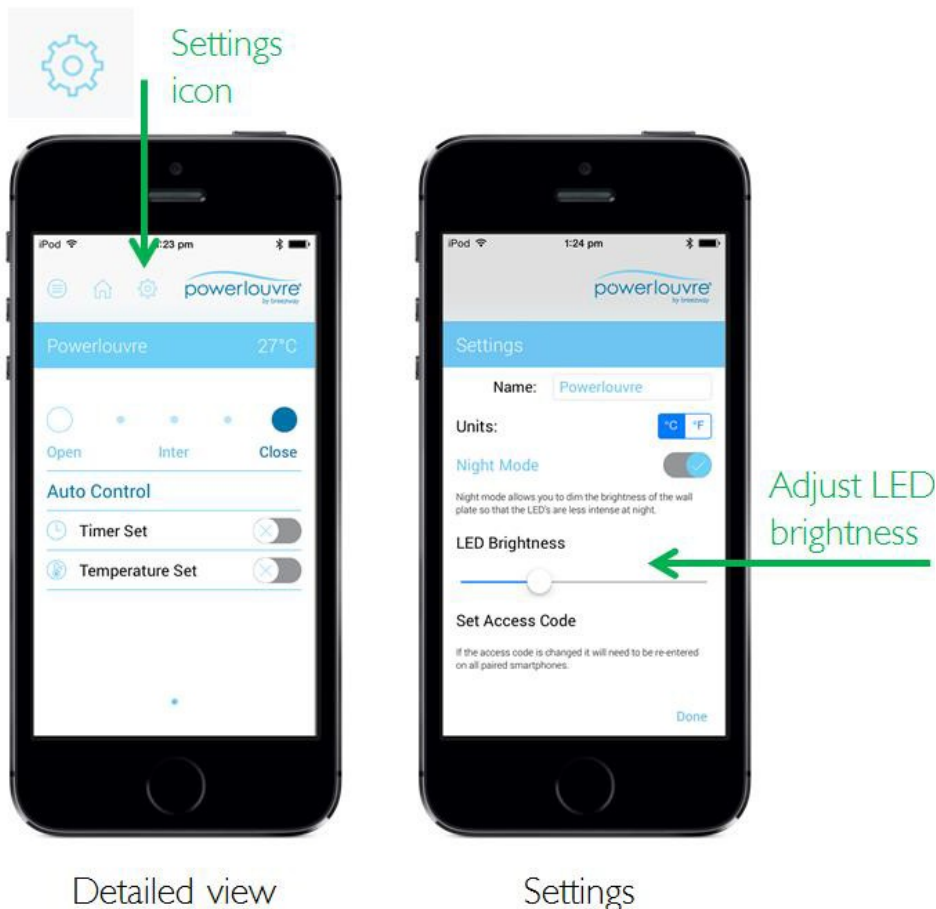 Settings
icon
iPod
:23 pm
powerlouvre
by breezway
Powerlouvre 27°C
Open Inter Close
Auto Control
Timer Set
Temperature Set
Detailed view
iPod 1:24 pm
powerlouvre
by breezway
Settings
Name: Powerlouvre
Units: °C °F
Night Mode
Night mode allows you to dim the brightness of the wall
plate so that the LED's are less intense at night.
LED Brightness
Set Access Code
If the access code is changed it will need to be re-entered
on all paired smartphones.
Done
Adjust LED
brightness
Settings